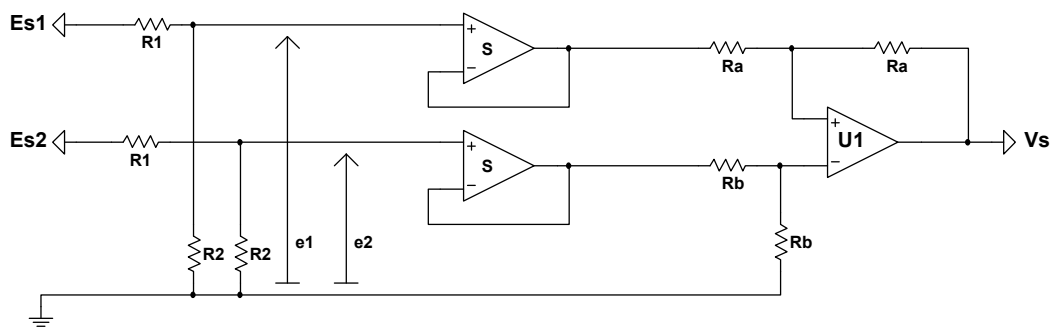 Es1
R1
S
+
−
Ra
Ra
Es2
R1
S
+
−
Rb
U1
+
−
Vs
R2
R2
e1
e2
Rb